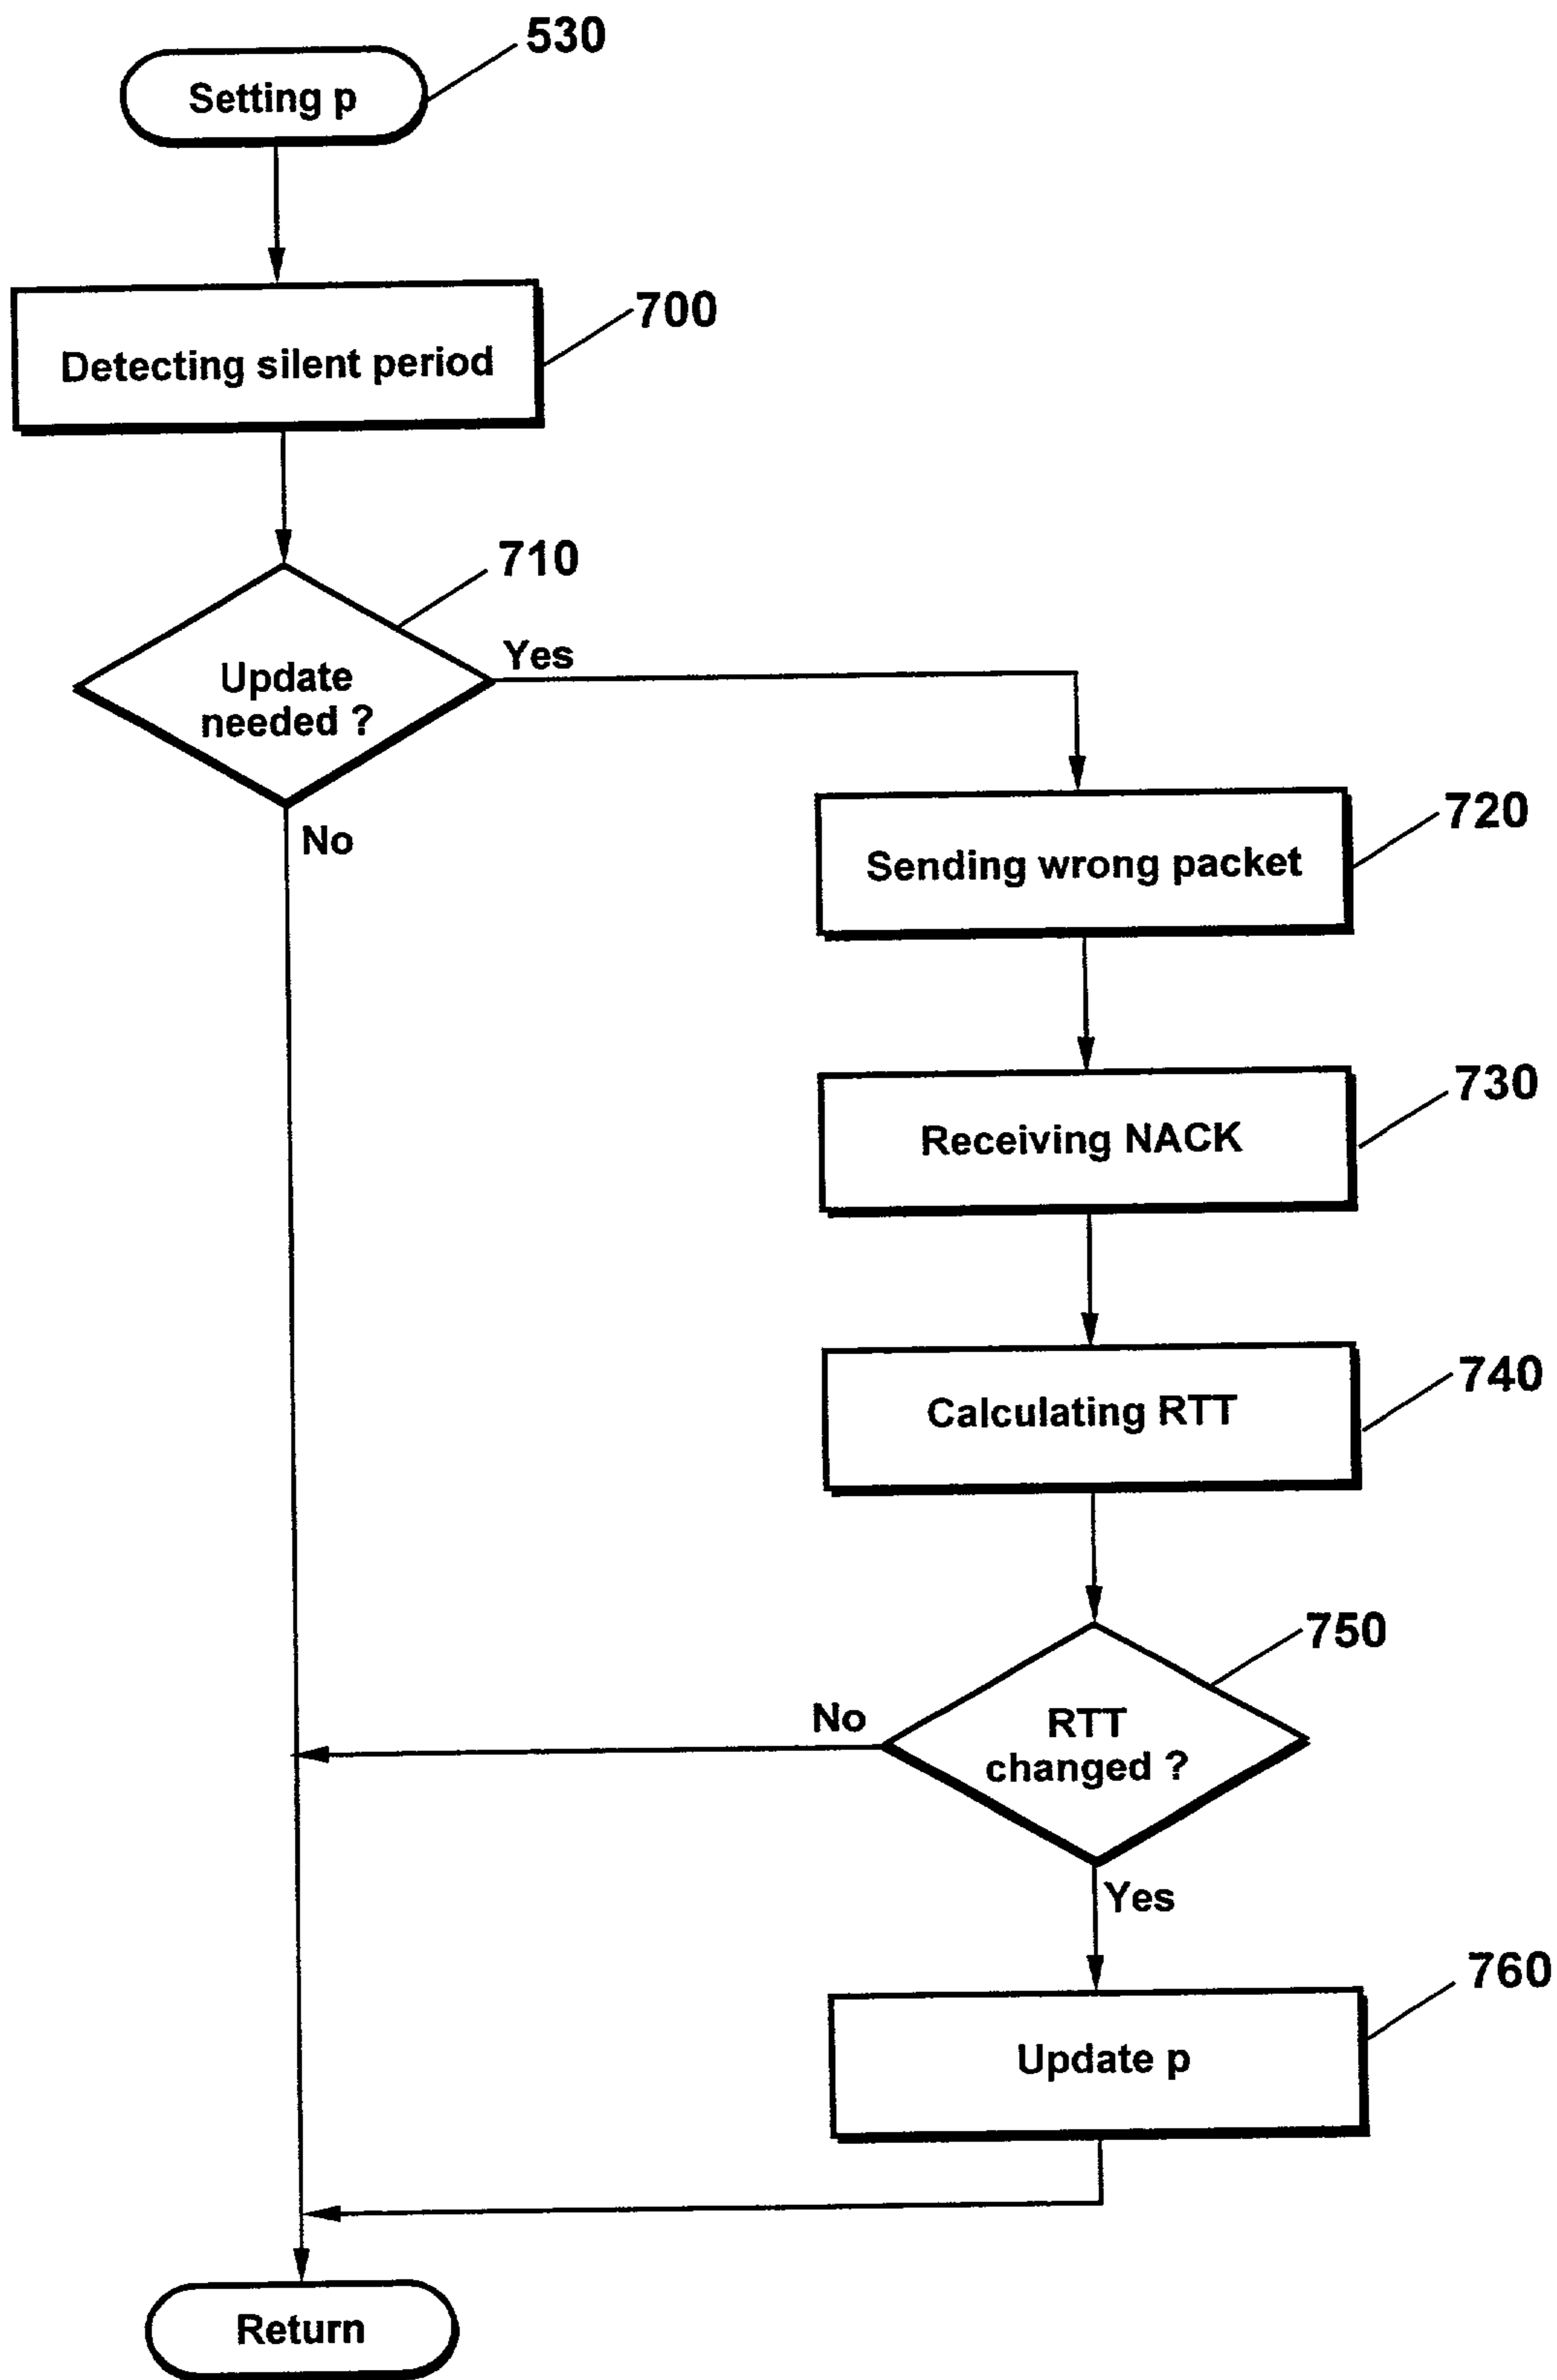 530
Setting p
700
Detecting silent period
710
Update
needed ?
Yes
No
720
Sending wrong packet
730
Receiving NACK
740
Calculating RTT
750
RTT
changed ?
No
Yes
760
Update p
Return